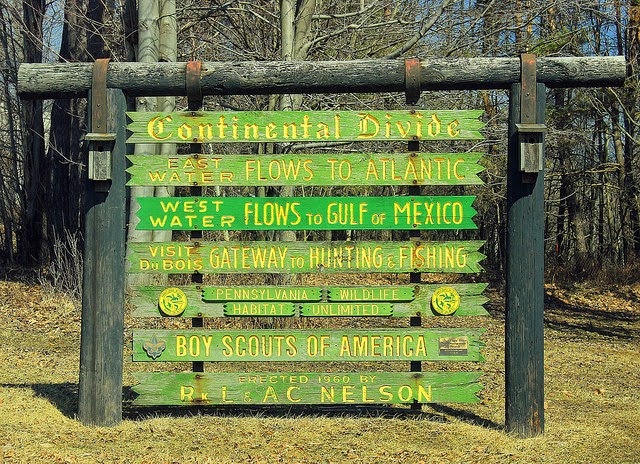 Continental Divide
EAST WATER FLOWS TO ATLANTIC
WEST WATER FLOWS TO GULF OF MEXICO
VISIT DU BOIS GATEWAY TO HUNTING & FISHING
PENNSYLVANIA WILDLIFE
HABITAT UNLIMITED
BOY SCOUTS OF AMERICA
ERECTED 1960 BY
R K L & A C NELSON